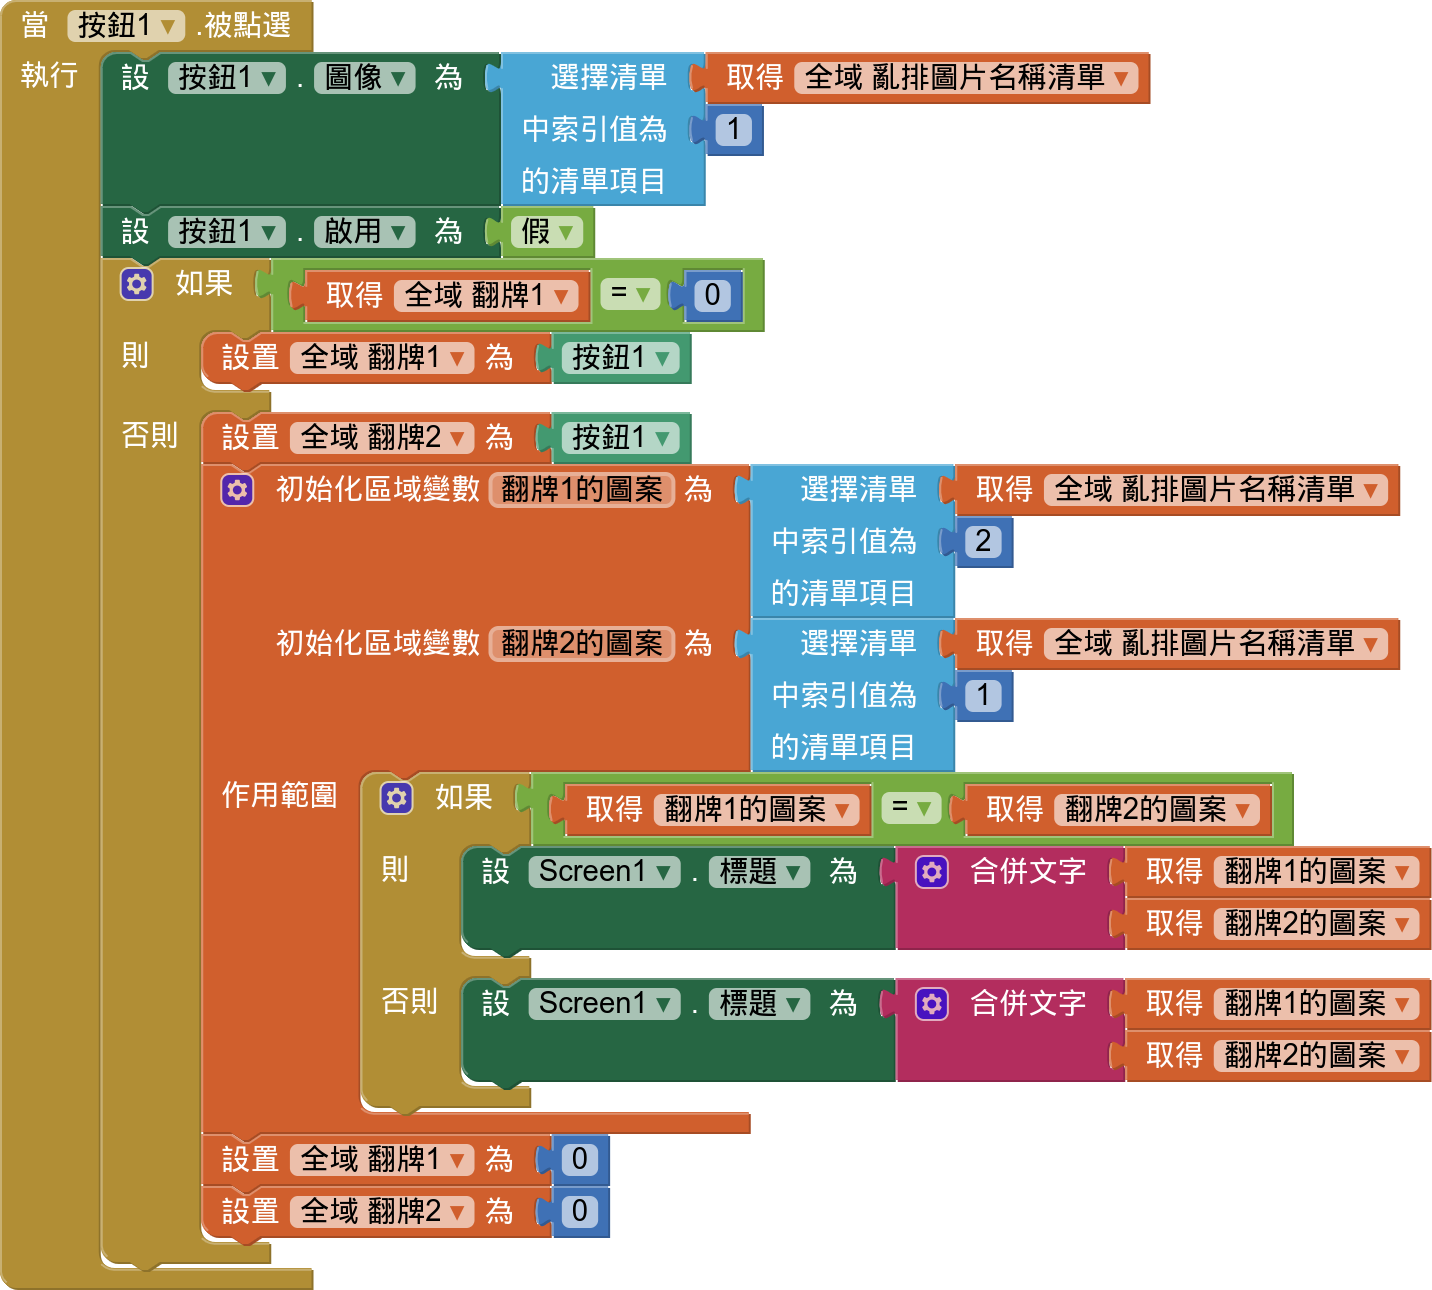 當 按鈕1 .被點選
執行 設 按鈕1 . 圖像 為 選擇清單 取得 全域 亂排圖片名稱清單
中索引值為 1
的清單項目
設 按鈕1 . 啟用 為 假
如果 取得 全域 翻牌1 = 0
則 設置 全域 翻牌1 為 按鈕1
否則 設置 全域 翻牌2 為 按鈕1
初始化區域變數 翻牌1的圖案 為 選擇清單 取得 全域 亂排圖片名稱清單
中索引值為 2
的清單項目
初始化區域變數 翻牌2的圖案 為 選擇清單 取得 全域 亂排圖片名稱清單
中索引值為 1
的清單項目
作用範圍 如果 取得 翻牌1的圖案 = 取得 翻牌2的圖案
則 設 Screen1 . 標題 為 合併文字 取得 翻牌1的圖案
取得 翻牌2的圖案
否則 設 Screen1 . 標題 為 合併文字 取得 翻牌1的圖案
取得 翻牌2的圖案
設置 全域 翻牌1 為 0
設置 全域 翻牌2 為 0